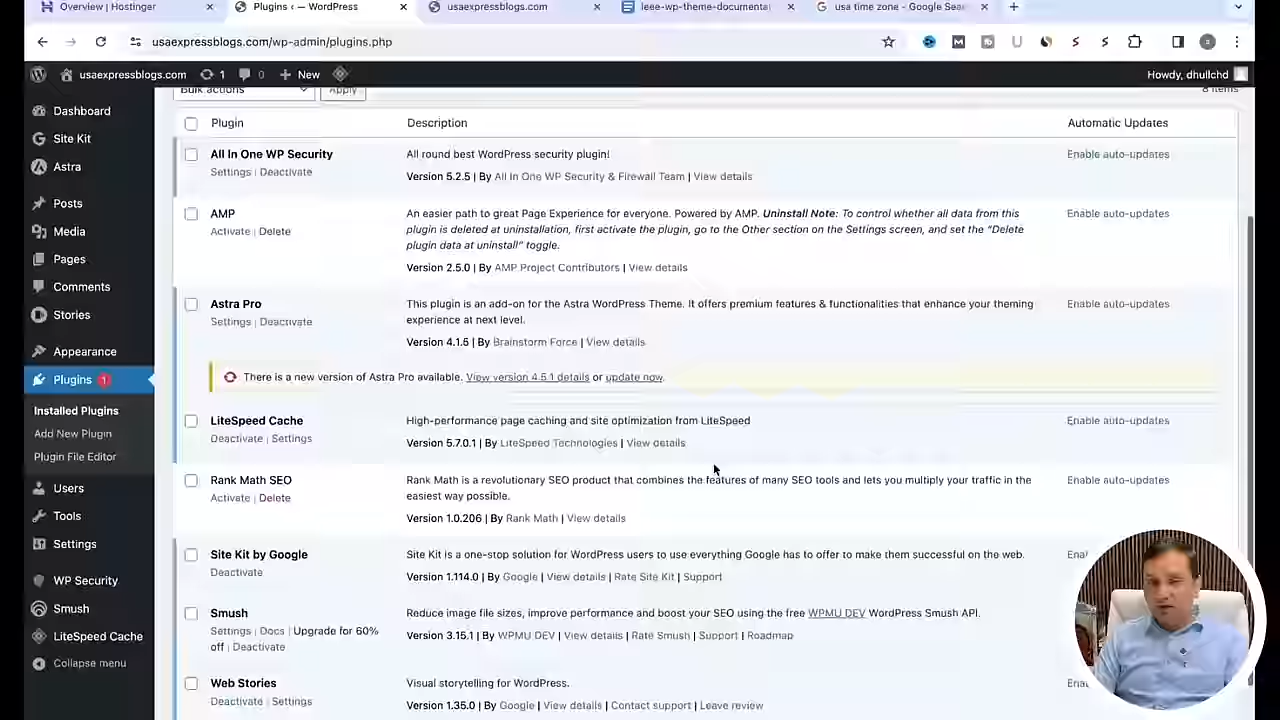 Overview | Hostinger
Plugins ‹ — WordPress
usaexpressblogs.com
leee-wp-theme-documenta
usa time zone - Google Sea
usaexpressblogs.com/wp-admin/plugins.php
usaexpressblogs.com
1
0
New
Howdy, dhullchd
Bulk actions
Apply
8 items
Plugin
Description
Automatic Updates
Dashboard
Site Kit
Astra
Posts
Media
Pages
Comments
Stories
Appearance
Plugins 1
Installed Plugins
Add New Plugin
Plugin File Editor
Users
Tools
Settings
WP Security
Smush
LiteSpeed Cache
Collapse menu
All In One WP Security
Settings | Deactivate
All round best WordPress security plugin!
Version 5.2.5 | By All In One WP Security & Firewall Team | View details
Enable auto-updates
AMP
Activate | Delete
An easier path to great Page Experience for everyone. Powered by AMP. Uninstall Note: To control whether all data from this
plugin is deleted at uninstallation, first activate the plugin, go to the Other section on the Settings screen, and set the “Delete
plugin data at uninstall” toggle.
Version 2.5.0 | By AMP Project Contributors | View details
Enable auto-updates
Astra Pro
Settings | Deactivate
This plugin is an add-on for the Astra WordPress Theme. It offers premium features & functionalities that enhance your theming
experience at next level.
Version 4.1.5 | By Brainstorm Force | View details
Enable auto-updates
There is a new version of Astra Pro available. View version 4.5.1 details or update now.
LiteSpeed Cache
Deactivate | Settings
High-performance page caching and site optimization from LiteSpeed
Version 5.7.0.1 | By LiteSpeed Technologies | View details
Enable auto-updates
Rank Math SEO
Activate | Delete
Rank Math is a revolutionary SEO product that combines the features of many SEO tools and lets you multiply your traffic in the
easiest way possible.
Version 1.0.206 | By Rank Math | View details
Enable auto-updates
Site Kit by Google
Deactivate
Site Kit is a one-stop solution for WordPress users to use everything Google has to offer to make them successful on the web.
Version 1.114.0 | By Google | View details | Rate Site Kit | Support
Smush
Settings | Docs | Upgrade for 60%
off | Deactivate
Reduce image file sizes, improve performance and boost your SEO using the free WPMU DEV WordPress Smush API.
Version 3.15.1 | By WPMU DEV | View details | Rate Smush | Support | Roadmap
Web Stories
Deactivate | Settings
Visual storytelling for WordPress.
Version 1.35.0 | By Google | View details | Contact support | Leave review